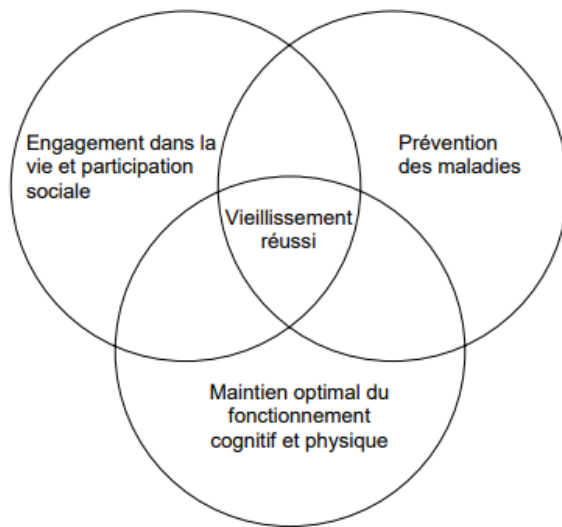 Engagement dans la
vie et participation
sociale
Prévention
des maladies
Vieillissement
réussi
Maintien optimal du
fonctionnement
cognitif et physique